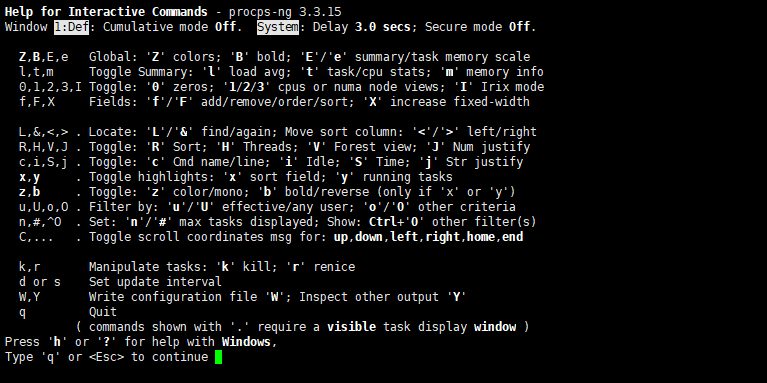 Help for Interactive Commands - procps-ng 3.3.15
Window 1:Def: Cumulative mode Off.  System: Delay 3.0 secs; Secure mode Off.

  Z,B,E,e   Global: 'Z' colors; 'B' bold; 'E'/'e' summary/task memory scale
  l,t,m     Toggle Summary: 'l' load avg; 't' task/cpu stats; 'm' memory info
  0,1,2,3,I Toggle: '0' zeros; '1/2/3' cpus or numa node views; 'I' Irix mode
  f,F,X     Fields: 'f'/'F' add/remove/order/sort; 'X' increase fixed-width

  L,&,<,> . Locate: 'L'/'&' find/again; Move sort column: '<'/'>' left/right
  R,H,V,J . Toggle: 'R' Sort; 'H' Threads; 'V' Forest view; 'J' Num justify
  c,i,S,j . Toggle: 'c' Cmd name/line; 'i' Idle; 'S' Time; 'j' Str justify
  x,y     . Toggle highlights: 'x' sort field; 'y' running tasks
  z,b     . Toggle: 'z' color/mono; 'b' bold/reverse (only if 'x' or 'y')
  u,U,o,O . Filter by: 'u'/'U' effective/any user; 'o'/'O' other criteria
  n,#,^O  . Set: 'n'/'#' max tasks displayed; Show: Ctrl+'O' other filter(s)
  C,...   . Toggle scroll coordinates msg for: up,down,left,right,home,end

  k,r       Manipulate tasks: 'k' kill; 'r' renice
  d or s    Set update interval
  W,Y       Write configuration file 'W'; Inspect other output 'Y'
  q         Quit
          ( commands shown with '.' require a visible task display window )
Press 'h' or '?' for help with Windows,
Type 'q' or <Esc> to continue